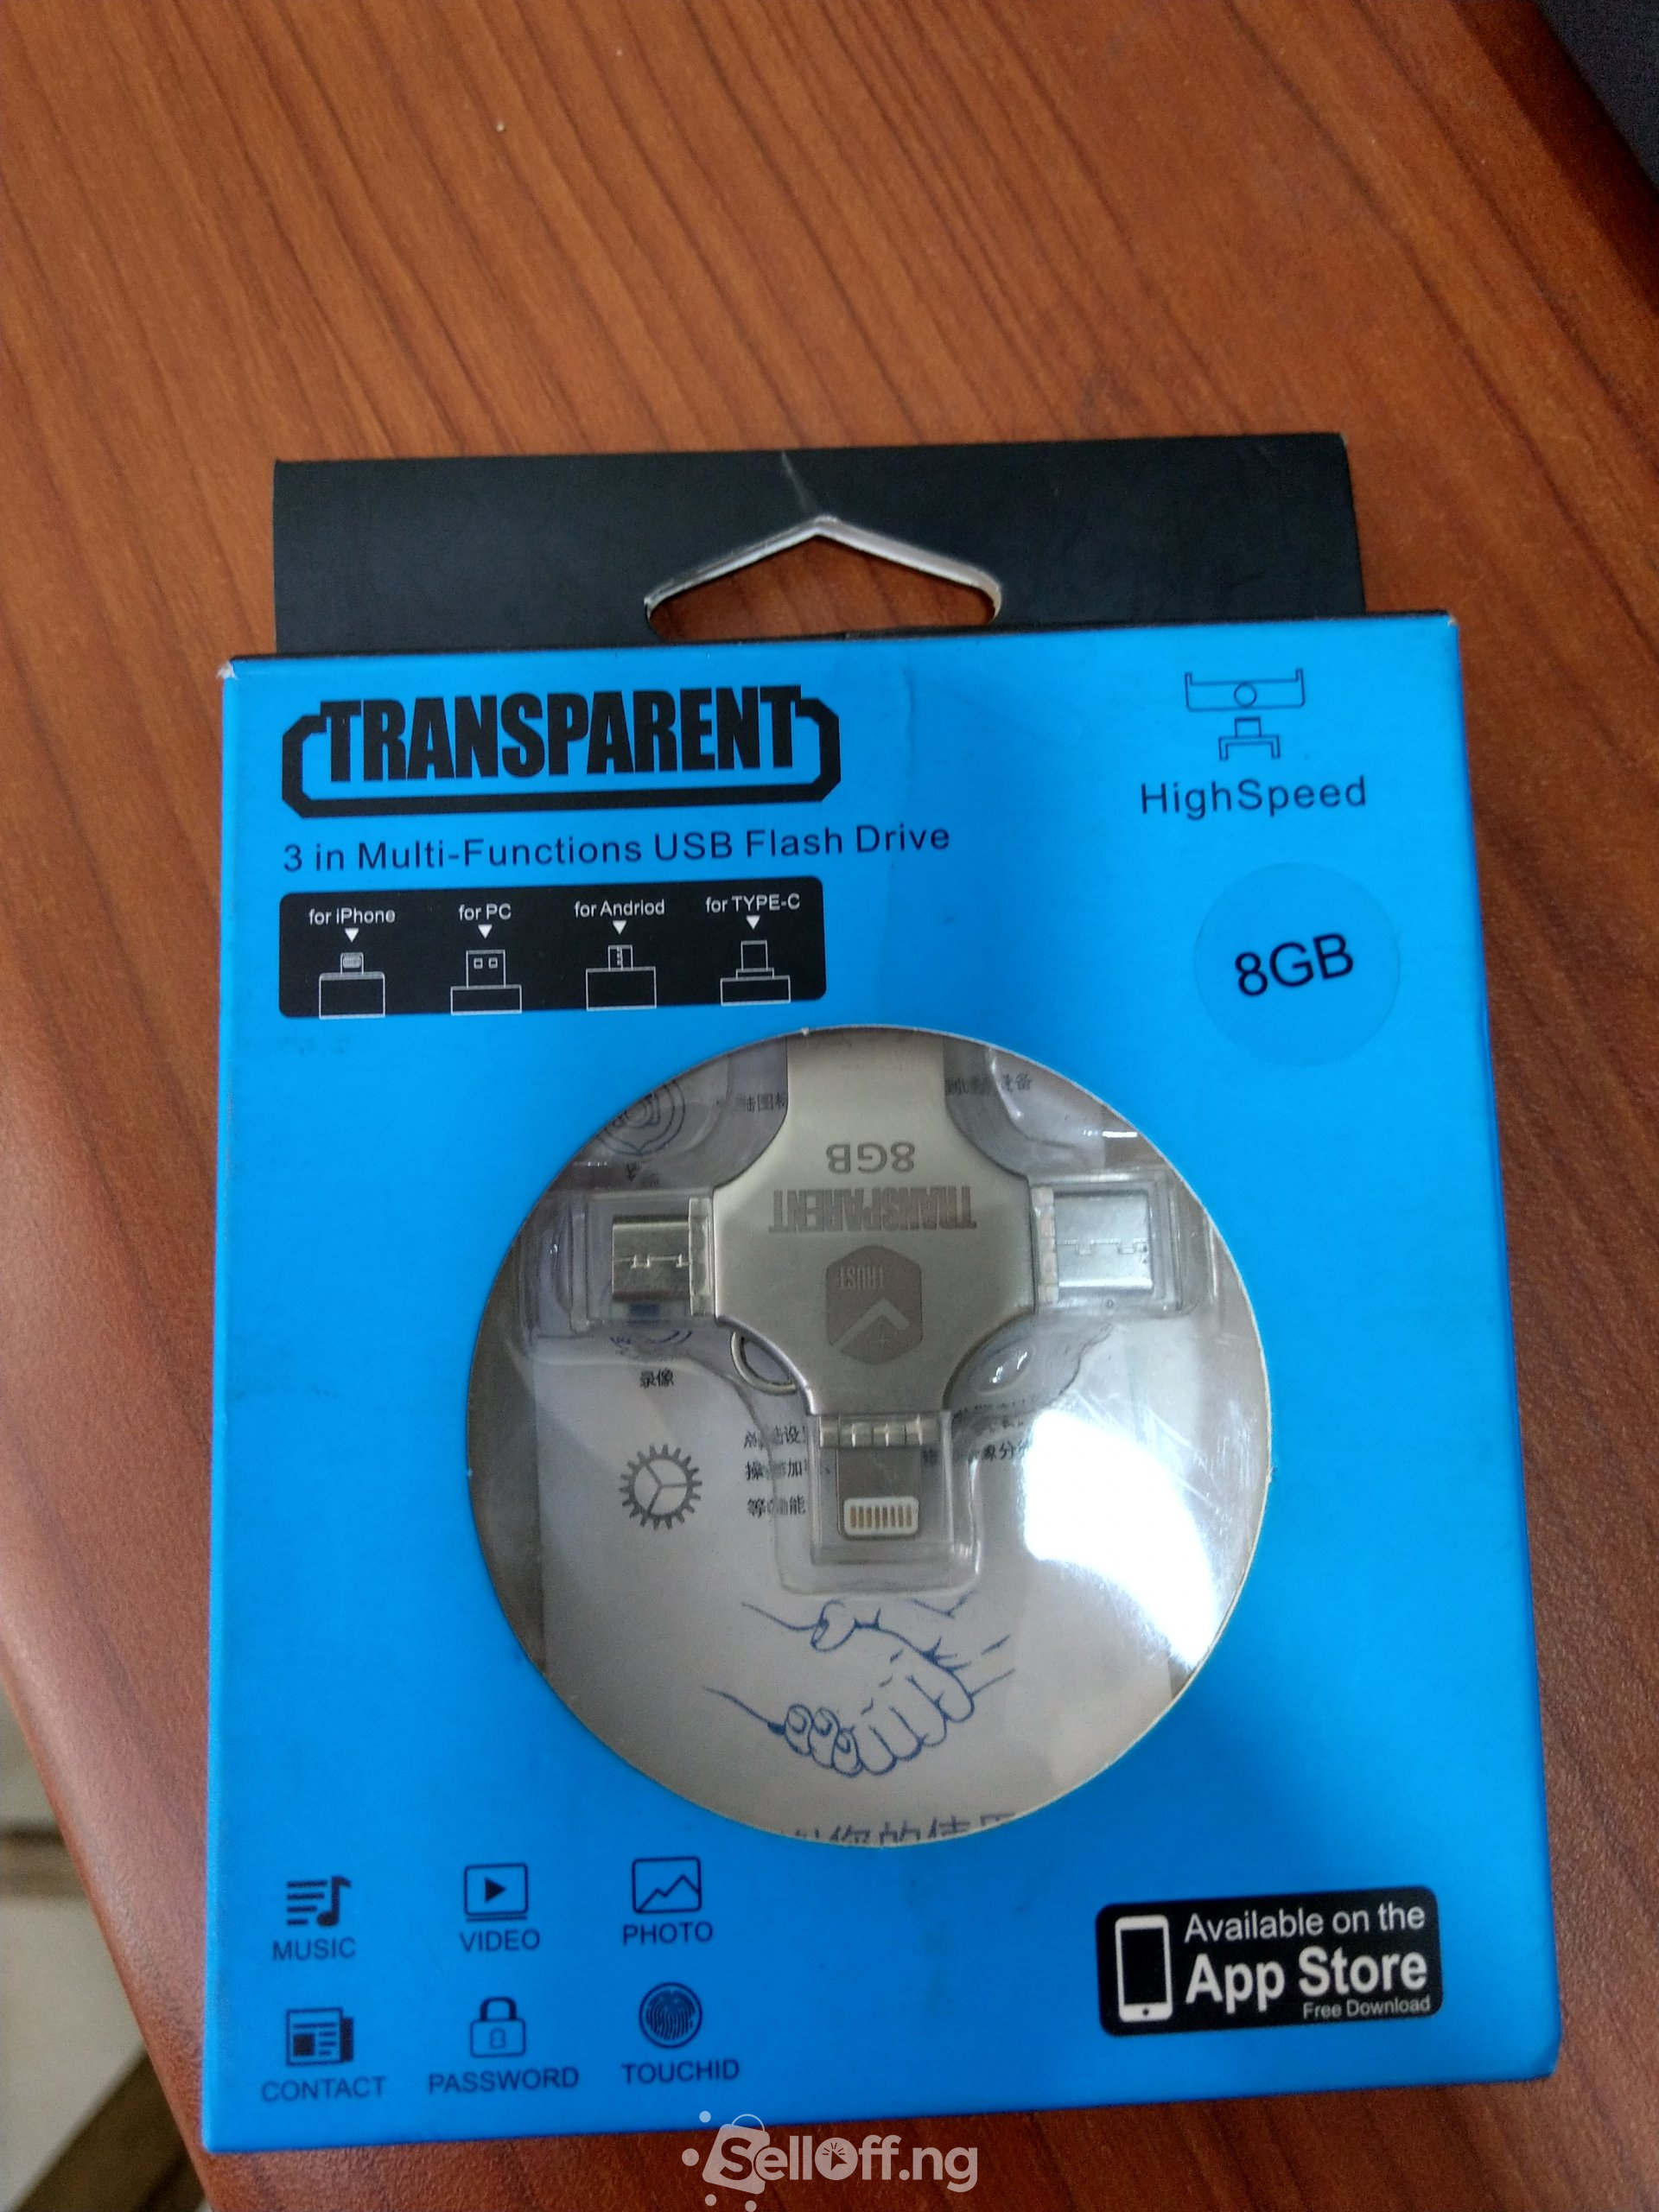 TRANSPARENT
HighSpeed
3 in Multi-Functions USB Flash Drive
for iPhone
for PC
for Andriod
for TYPE-C
8GB
8GB
TRANSPARENT
TRUST
录像
MUSIC
VIDEO
PHOTO
CONTACT
PASSWORD
TOUCHID
Available on the
App Store
Free Download
SellOff.ng